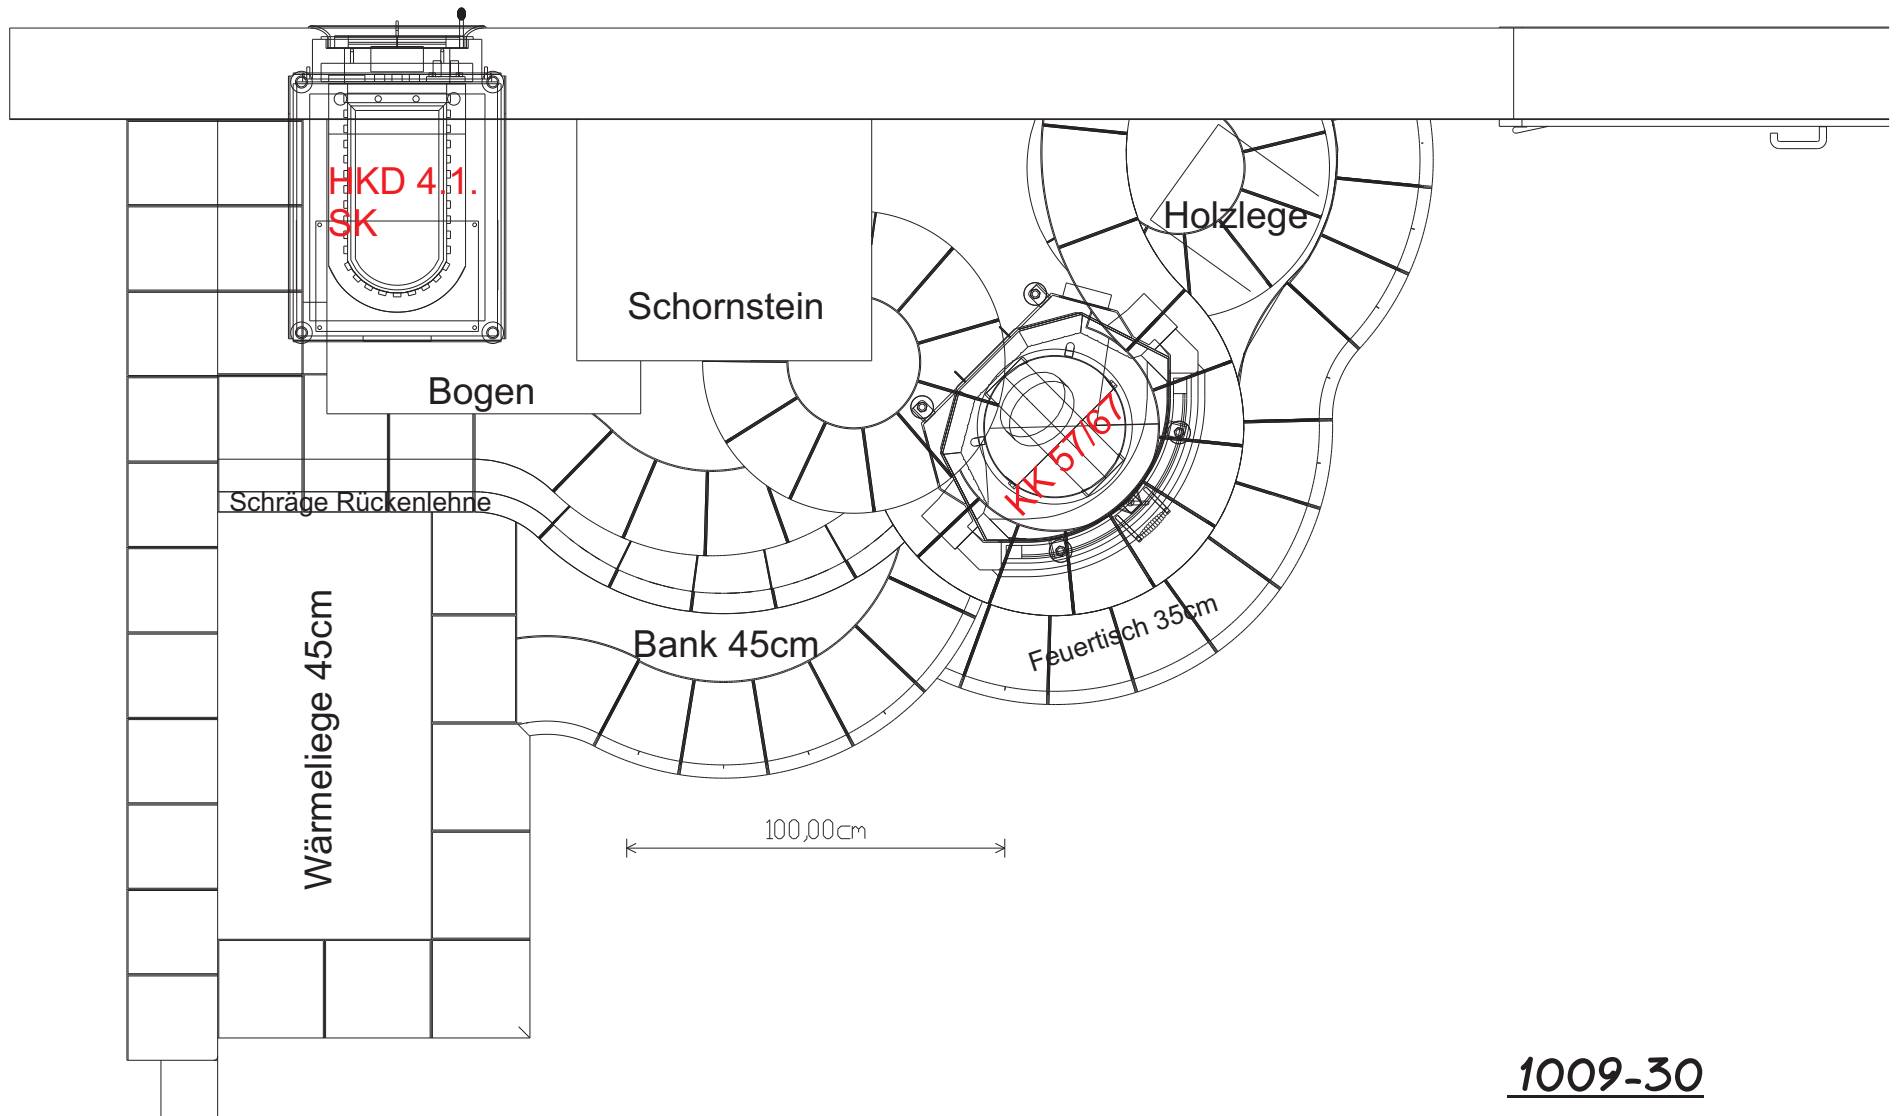 HKD 4.1.
SK
Holzlege
Schornstein
Bogen
KK 57/67
Schräge Rückenlehne
Wärmeliege 45cm
Bank 45cm
Feuertisch 35cm
100,00cm
1009-30